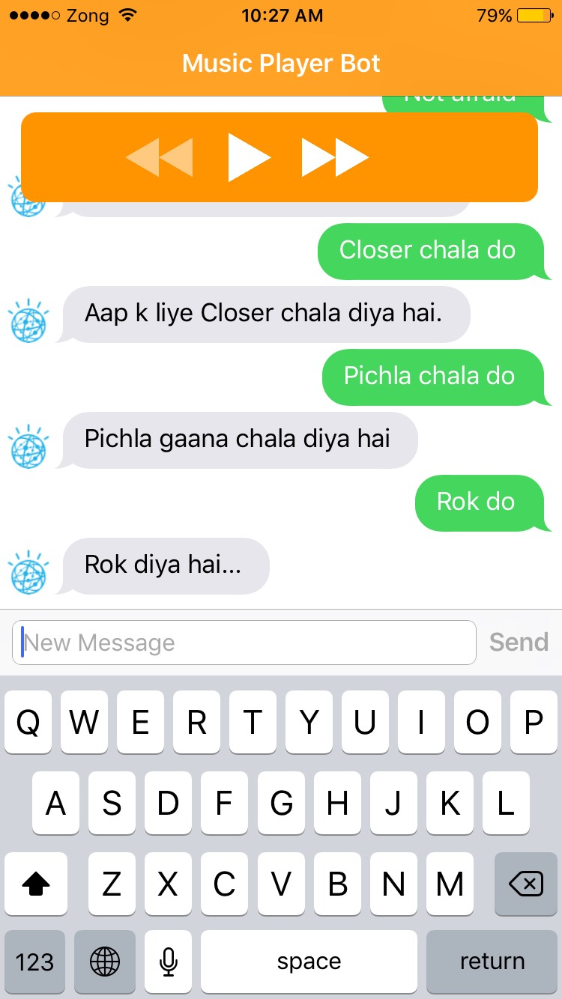 Zong 10:27 AM 79%
Music Player Bot
Not afraid
Closer chala do
Aap k liye Closer chala diya hai.
Pichla chala do
Pichla gaana chala diya hai
Rok do
Rok diya hai...
New Message Send
Q W E R T Y U I O P
A S D F G H J K L
Z X C V B N M
123 space return